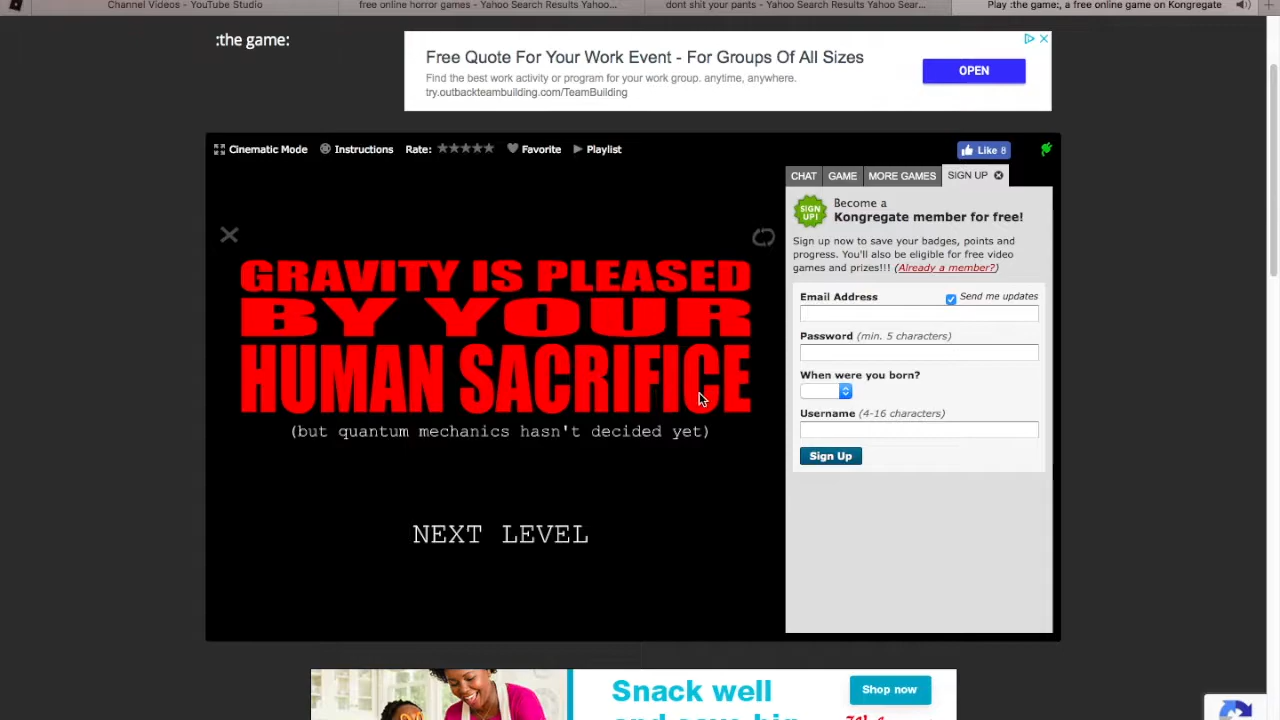 Channel Videos - YouTube Studio
free online horror games - Yahoo Search Results Yahoo...
dont shit your pants - Yahoo Search Results Yahoo Sear...
Play :the game:, a free online game on Kongregate
:the game:
Free Quote For Your Work Event - For Groups Of All Sizes
Find the best work activity or program for your work group. anytime, anywhere.
try.outbackteambuilding.com/TeamBuilding
OPEN
Cinematic Mode
Instructions
Rate:
Favorite
Playlist
Like 8
CHAT
GAME
MORE GAMES
SIGN UP
GRAVITY IS PLEASED
BY YOUR
HUMAN SACRIFICE
(but quantum mechanics hasn't decided yet)
NEXT LEVEL
SIGN
UP!
Become a
Kongregate member for free!
Sign up now to save your badges, points and
progress. You'll also be eligible for free video
games and prizes!!! (Already a member?)
Email Address
Send me updates
Password (min. 5 characters)
When were you born?
Username (4-16 characters)
Sign Up
Snack well
Shop now